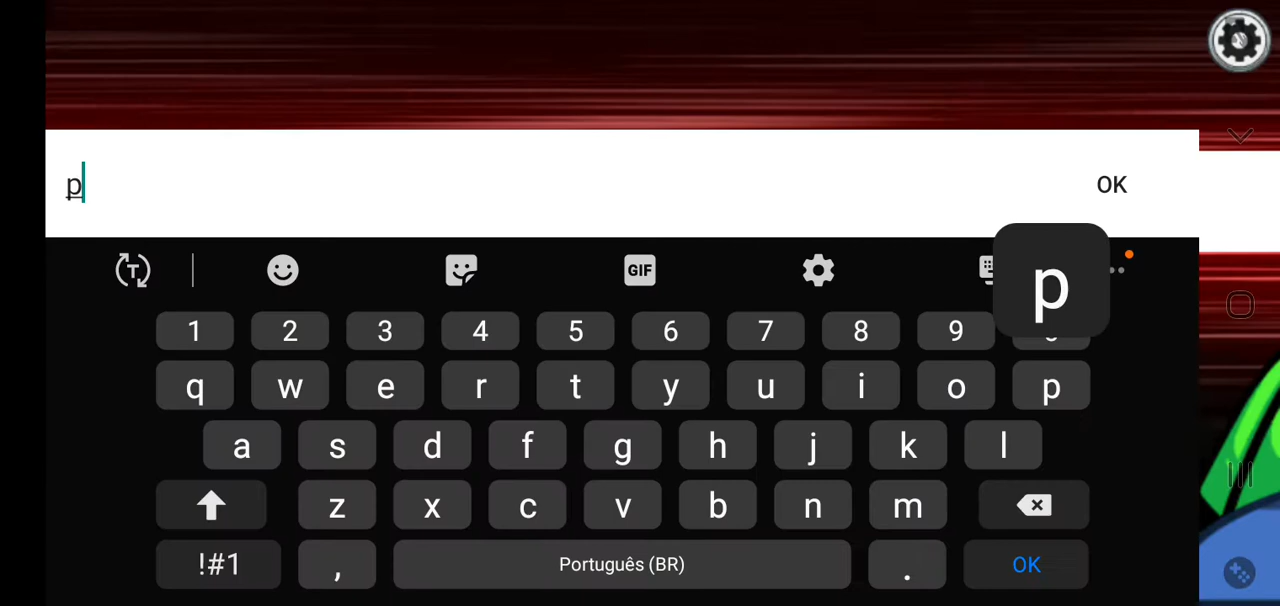 p
OK
T GIF p
1 2 3 4 5 6 7 8 9
q w e r t y u i o p
a s d f g h j k l
z x c v b n m
!#1 , Português (BR) . OK